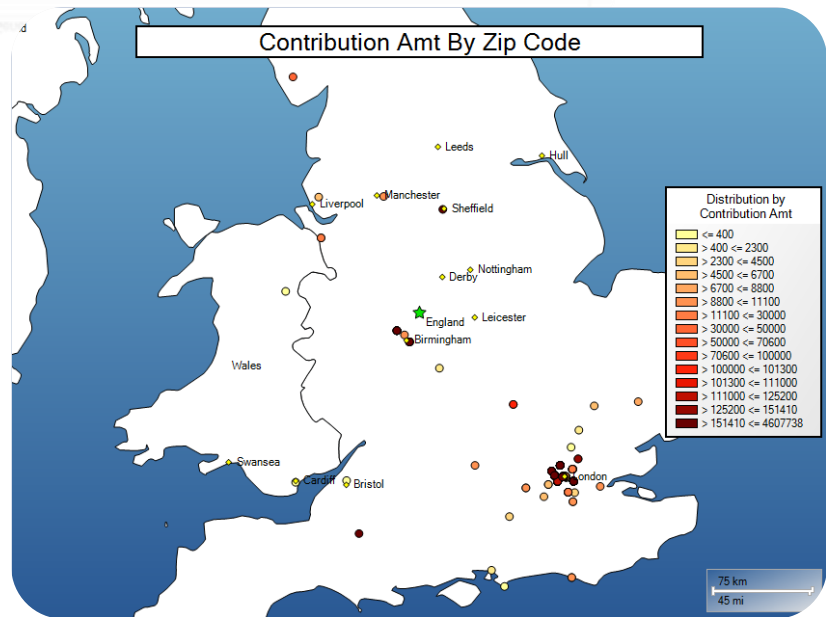 d
Contribution Amt By Zip Code
Leeds
Hull
Manchester
Liverpool
Sheffield
Nottingham
Derby
England
Leicester
Birmingham
Wales
Swansea
Cardiff
Bristol
London
Distribution by
Contribution Amt
<= 400
> 400 <= 2300
> 2300 <= 4500
> 4500 <= 6700
> 6700 <= 8800
> 8800 <= 11100
> 11100 <= 30000
> 30000 <= 50000
> 50000 <= 70600
> 70600 <= 100000
> 100000 <= 101300
> 101300 <= 111000
> 111000 <= 125200
> 125200 <= 151410
> 151410 <= 4607738
75 km
45 mi